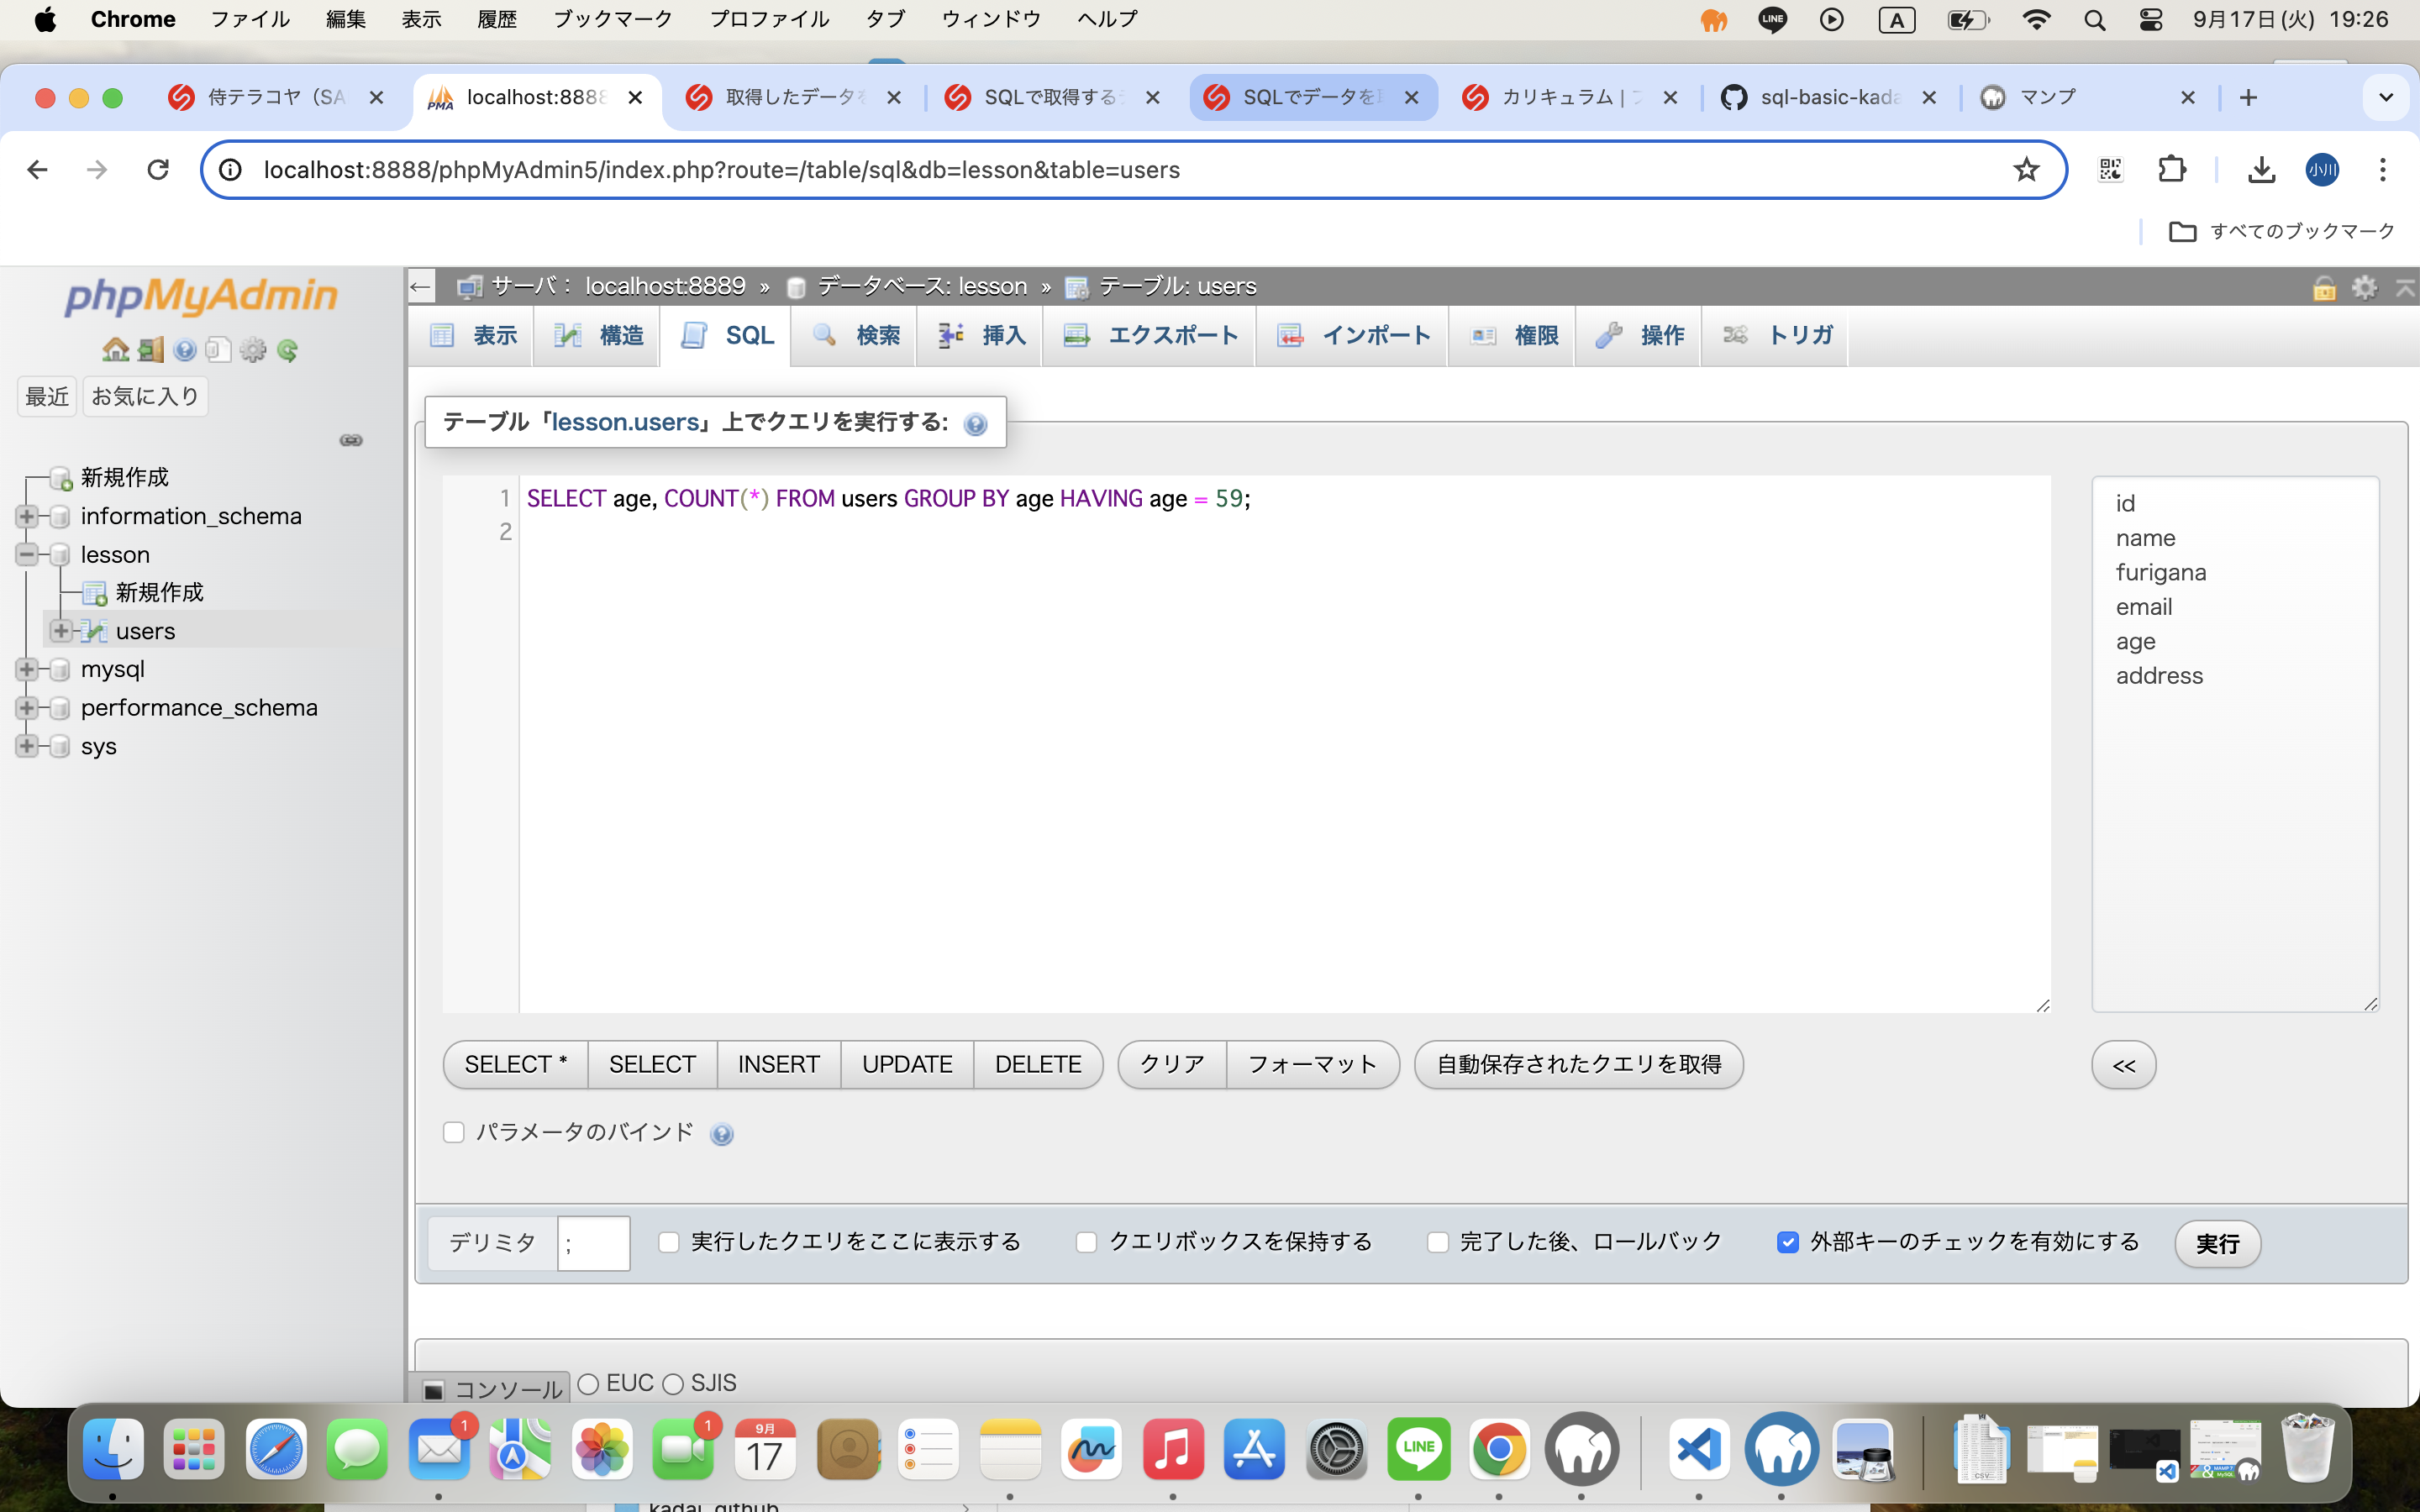 Chrome ファイル 編集 表示 履歴 ブックマーク プロファイル タブ ウィンドウ ヘルプ
LINE A 9月17日(火) 19:26
侍テラコヤ（SA
PMA localhost:8888
取得したデータを
SQLで取得する
SQLでデータを
カリキュラム |
sql-basic-kada
マンプ
localhost:8888/phpMyAdmin5/index.php?route=/table/sql&db=lesson&table=users
小川
すべてのブックマーク
phpMyAdmin
最近 お気に入り
新規作成
information_schema
lesson
新規作成
users
mysql
performance_schema
sys
サーバ： localhost:8889 » データベース: lesson » テーブル: users
表示 構造 SQL 検索 挿入 エクスポート インポート 権限 操作 トリガ
テーブル「lesson.users」上でクエリを実行する:
1 SELECT age, COUNT(*) FROM users GROUP BY age HAVING age = 59;
2
id
name
furigana
email
age
address
SELECT * SELECT INSERT UPDATE DELETE クリア フォーマット 自動保存されたクエリを取得 <<
パラメータのバインド
デリミタ ; 実行したクエリをここに表示する クエリボックスを保持する 完了した後、ロールバック 外部キーのチェックを有効にする 実行
コンソール EUC SJIS
1
1
9月
17
LINE
CSV
kadai_github